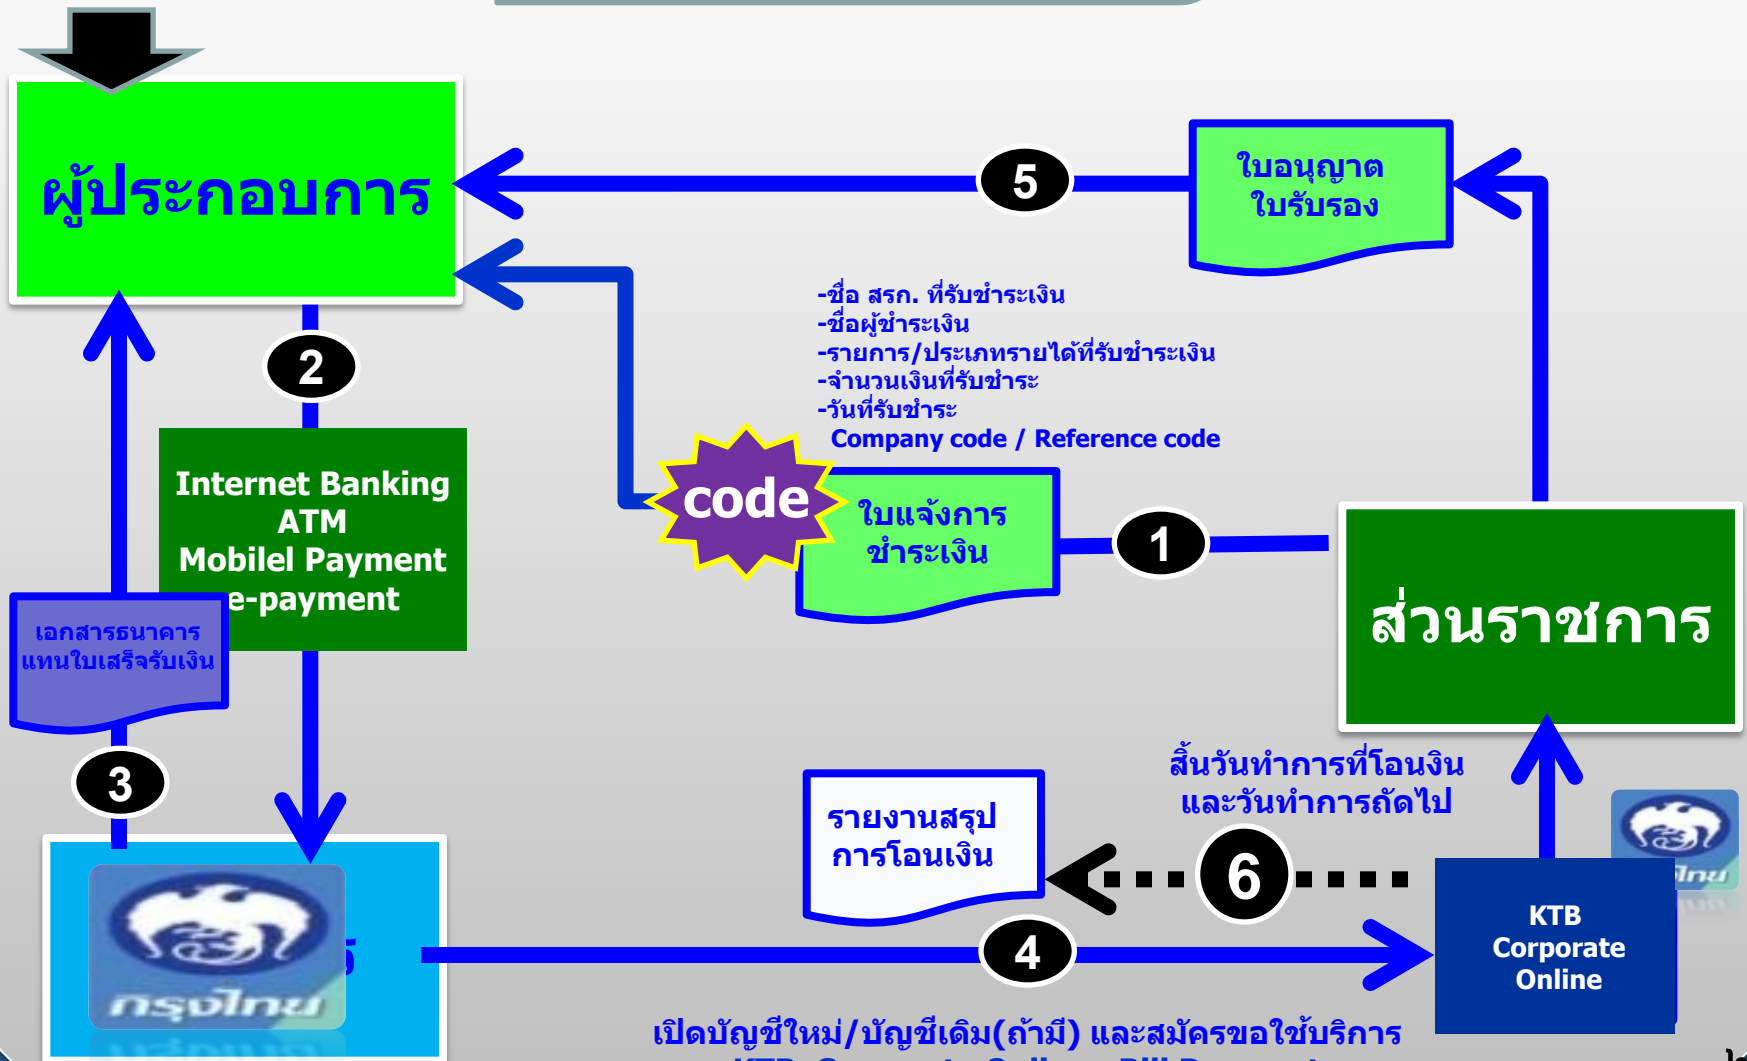 ผู้ประกอบการ
5
ใบอนุญาต
ใบรับรอง
-ชื่อ สรก. ที่รับชำระเงิน
-ชื่อผู้ชำระเงิน
-รายการ/ประเภทรายได้ที่รับชำระเงิน
-จำนวนเงินที่รับชำระ
-วันที่รับชำระ
Company code / Reference code
2
Internet Banking
ATM
Mobilel Payment
e-payment
code
ใบแจ้งการ
ชำระเงิน
1
ส่วนราชการ
เอกสารธนาคาร
แทนใบเสร็จรับเงิน
3
สิ้นวันทำการที่โอนงิน
และวันทำการถัดไป
รายงานสรุป
การโอนเงิน
6
กรุงไทย
4
KTB
Corporate
Online
เปิดบัญชีใหม่/บัญชีเดิม(ถ้ามี) และสมัครขอใช้บริการ